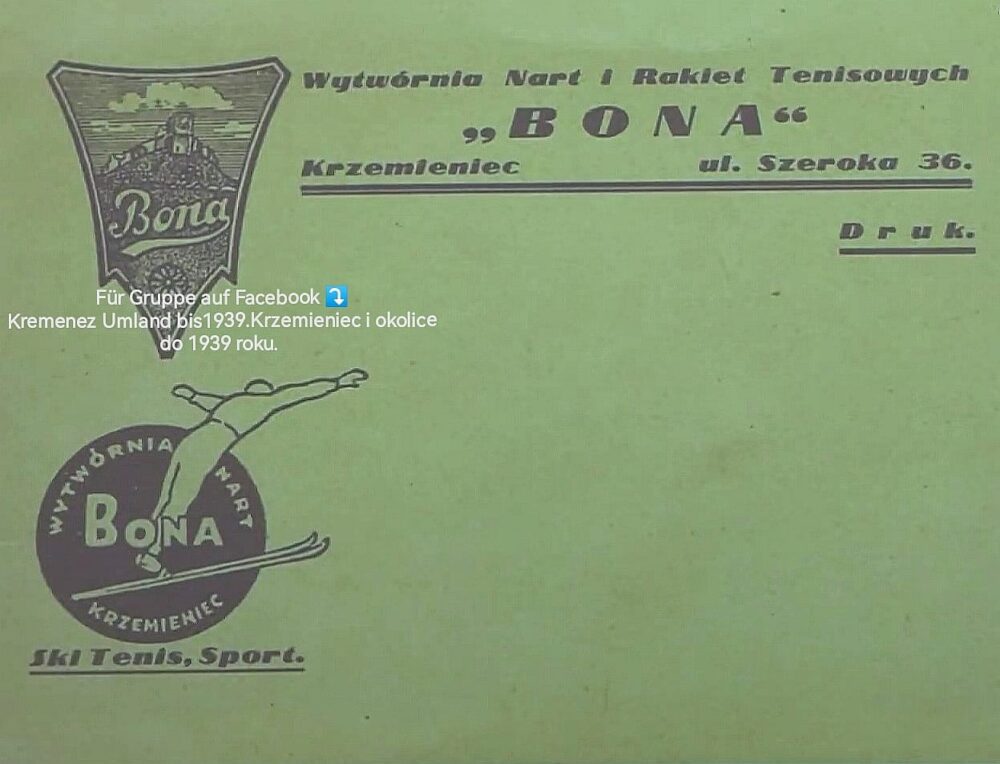 Wytwórnia Nart i Rakiet Tenisowych
„BONA“
Krzemieniec ul. Szeroka 36.
Druk.
Bona
Für Gruppe auf Facebook ⤵️
Kremenez Umland bis1939.Krzemieniec i okolice
do 1939 roku.
WYTWÓRNIA NART
BONA
KRZEMIENIEC
Ski Tenis, Sport.